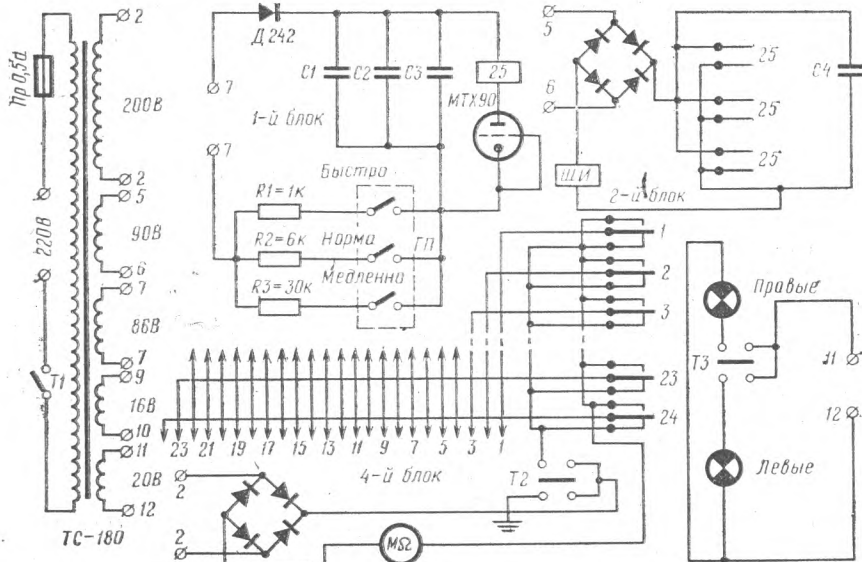 Пр 0,5а
220В
Т1
ТС-180
2
200В
2
5
90В
6
7
86В
7
9
16В
10
11
20В
12
Д 242
7
7
С1
С2
С3
25
МТХ90
1-й блок
Быстро
R1=1к
R2=6к
Норма
ГП
Медленно
R3=30к
5
6
ШИ
25
25
25
С4
2-й блок
1
2
3
23
24
23 21 19 17 15 13 11 9 7 5 3 1
4-й блок
Т2
2
2
МΩ
Правые
Т3
11
12
Левые